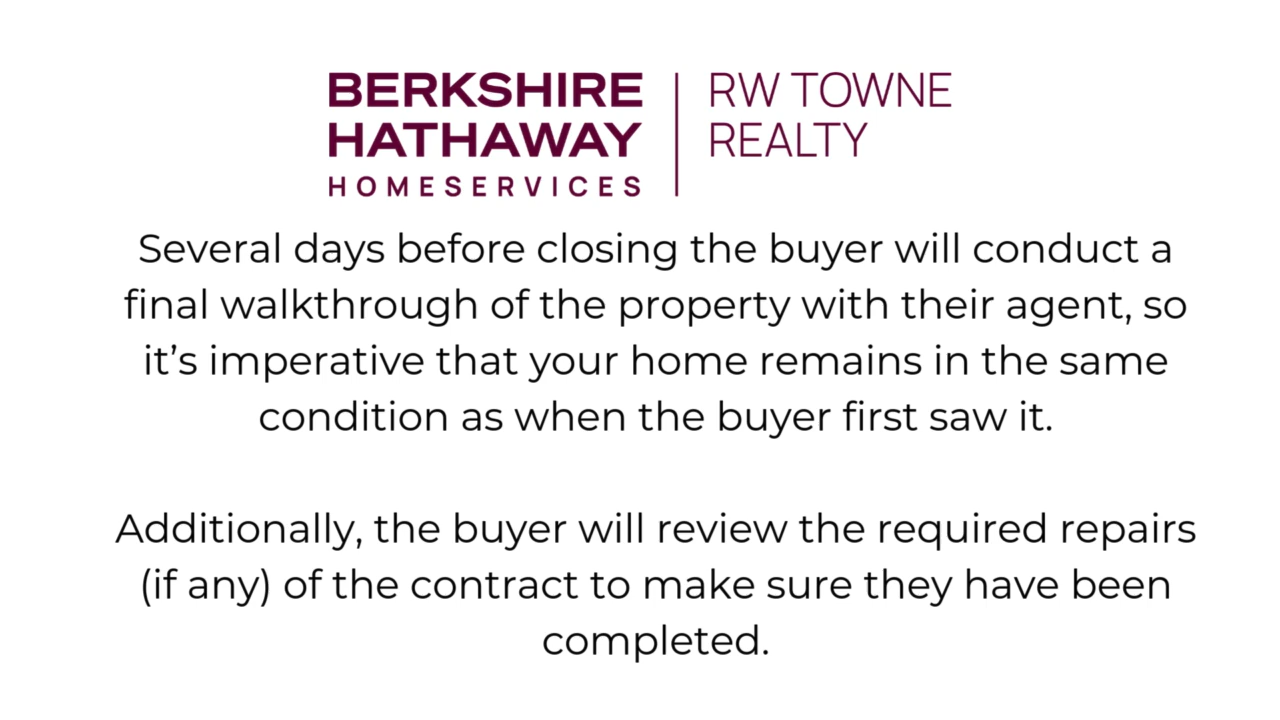 BERKSHIRE
HATHAWAY
HOMESERVICES
RW TOWNE
REALTY
Several days before closing the buyer will conduct a
final walkthrough of the property with their agent, so
it’s imperative that your home remains in the same
condition as when the buyer first saw it.
Additionally, the buyer will review the required repairs
(if any) of the contract to make sure they have been
completed.